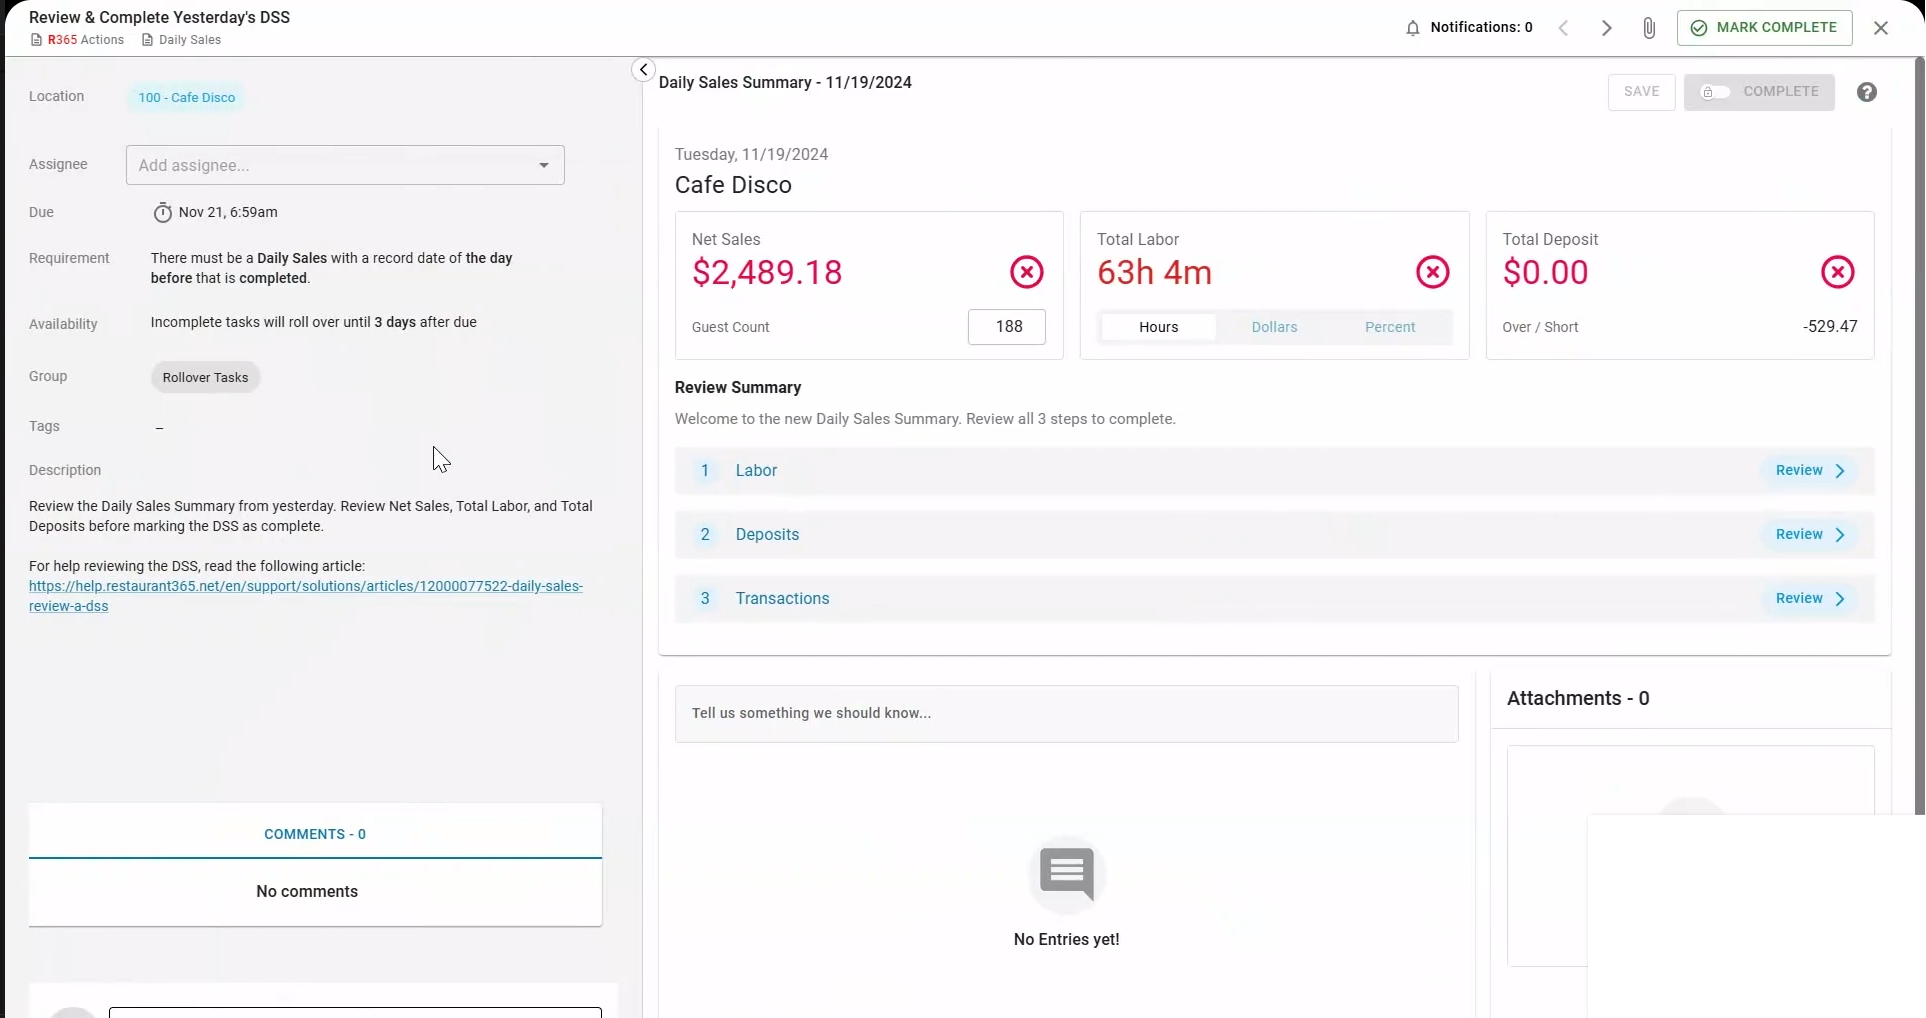 Review & Complete Yesterday's DSS
R365 Actions Daily Sales
Notifications: 0
MARK COMPLETE
Location 100 - Cafe Disco
Assignee Add assignee...
Due Nov 21, 6:59am
Requirement There must be a Daily Sales with a record date of the day
before that is completed.
Availability Incomplete tasks will roll over until 3 days after due
Group Rollover Tasks
Tags –
Description
Review the Daily Sales Summary from yesterday. Review Net Sales, Total Labor, and Total
Deposits before marking the DSS as complete.
For help reviewing the DSS, read the following article:
https://help.restaurant365.net/en/support/solutions/articles/12000077522-daily-sales-
review-a-dss
COMMENTS - 0
No comments
Daily Sales Summary - 11/19/2024
SAVE
COMPLETE
Tuesday, 11/19/2024
Cafe Disco
Net Sales
$2,489.18
Guest Count 188
Total Labor
63h 4m
Hours Dollars Percent
Total Deposit
$0.00
Over / Short -529.47
Review Summary
Welcome to the new Daily Sales Summary. Review all 3 steps to complete.
1 Labor Review
2 Deposits Review
3 Transactions Review
Tell us something we should know...
No Entries yet!
Attachments - 0